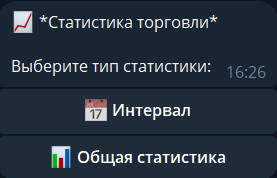 📈 *Статистика торговли*
Выберите тип статистики:
16:26
📅 Интервал
📊 Общая статистика